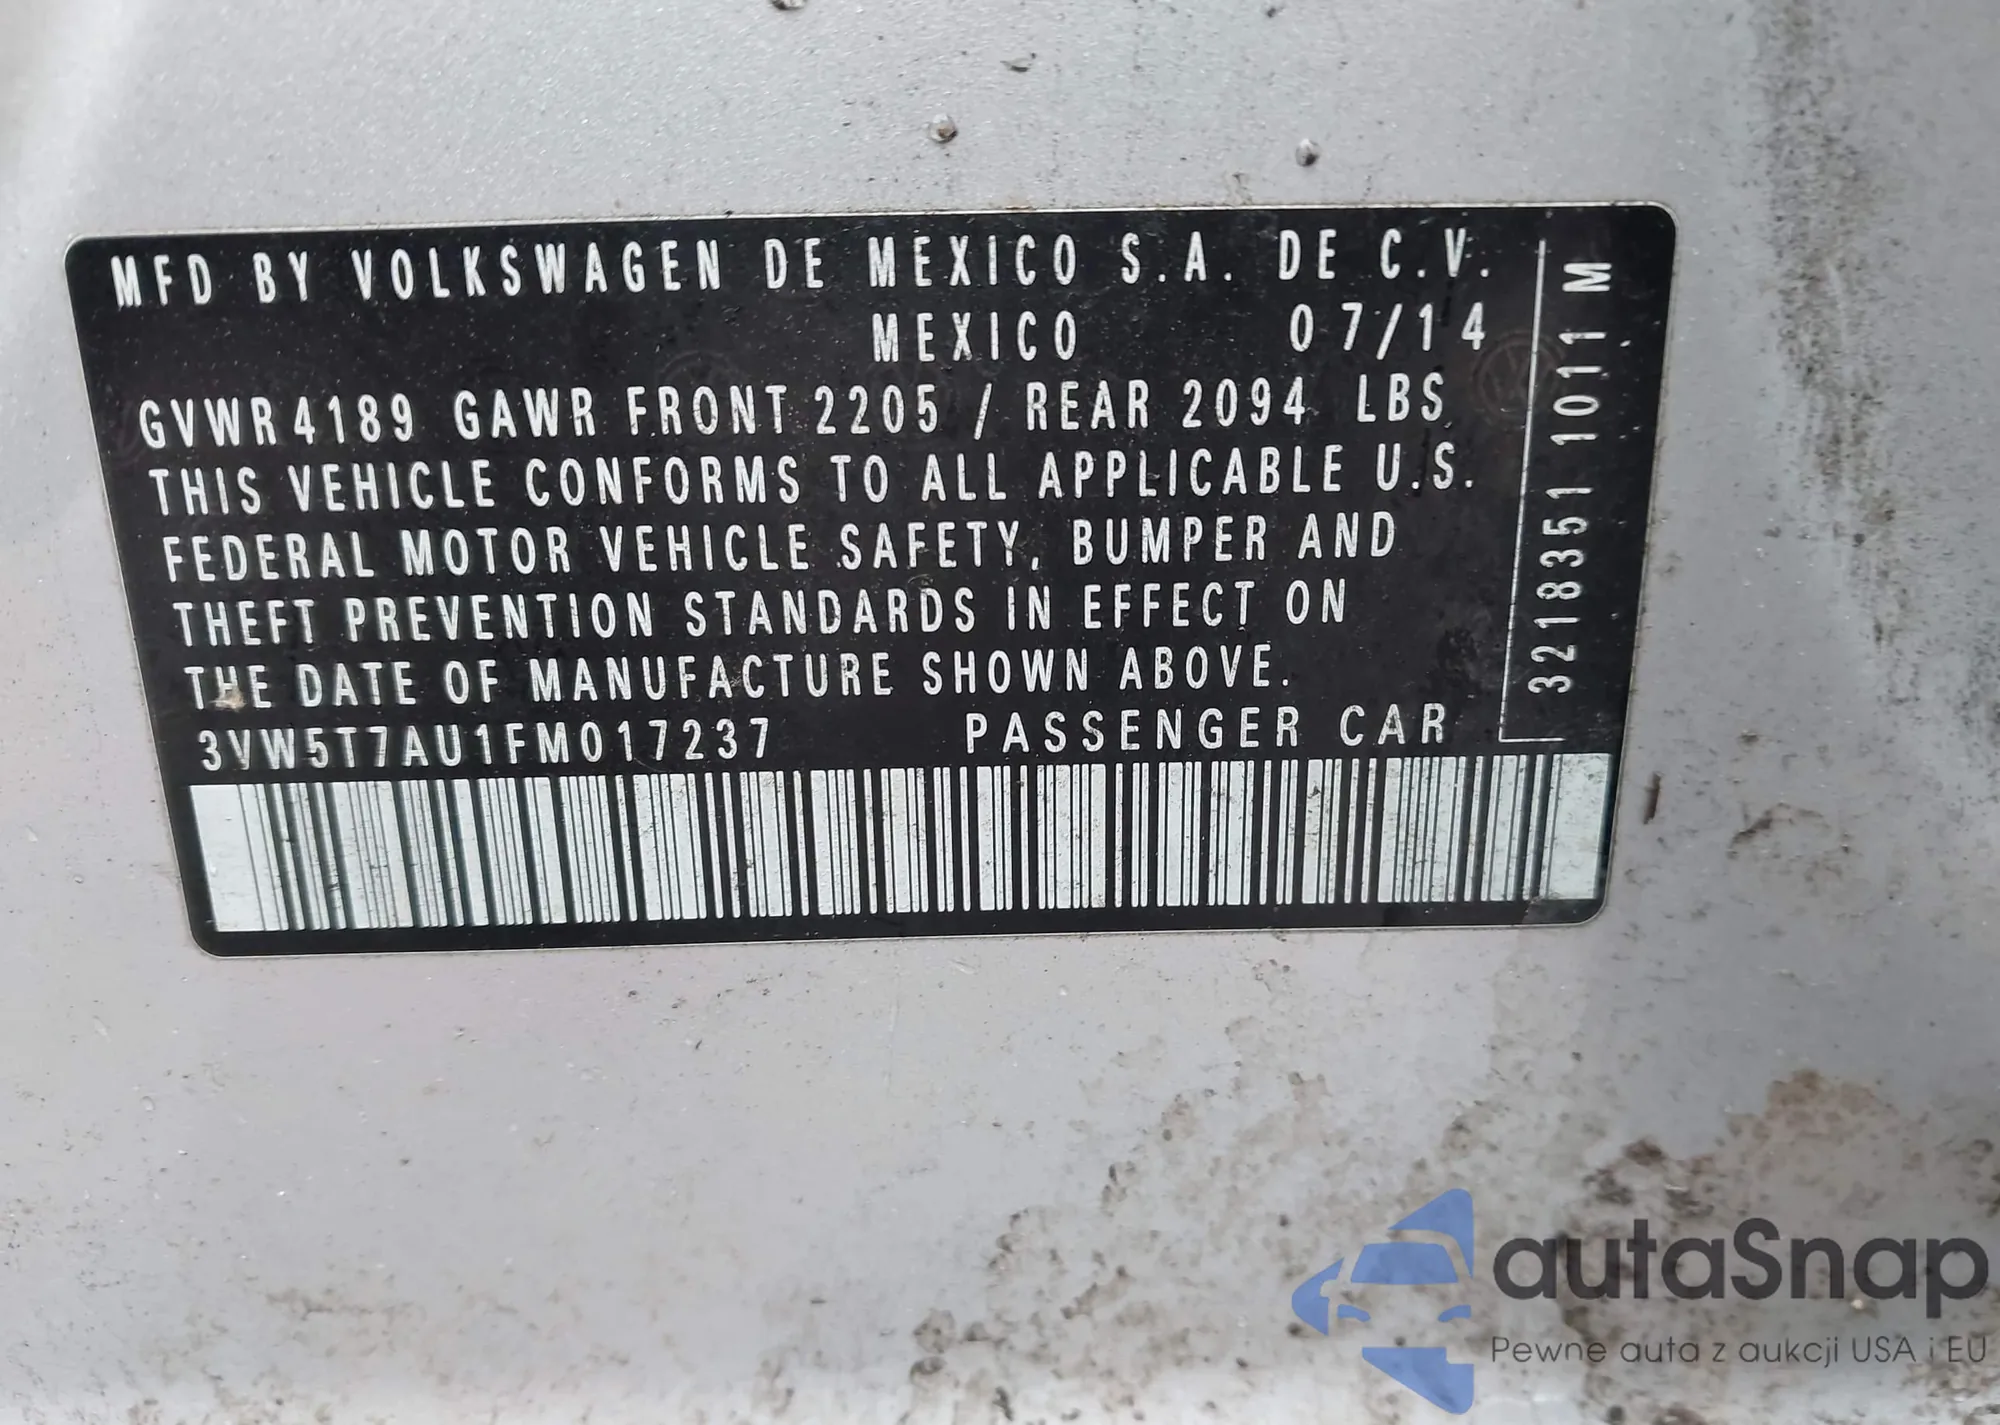 MFD BY VOLKSWAGEN DE MEXICO S.A. DE C.V.
MEXICO 07/14
GVWR 4189 GAWR FRONT 2205 / REAR 2094 LBS
THIS VEHICLE CONFORMS TO ALL APPLICABLE U.S.
FEDERAL MOTOR VEHICLE SAFETY, BUMPER AND
THEFT PREVENTION STANDARDS IN EFFECT ON
THE DATE OF MANUFACTURE SHOWN ABOVE.
3VW5T7AU1FM017237 PASSENGER CAR
3218351 1011 M
autaSnap
Pewne auta z aukcji USA i EU